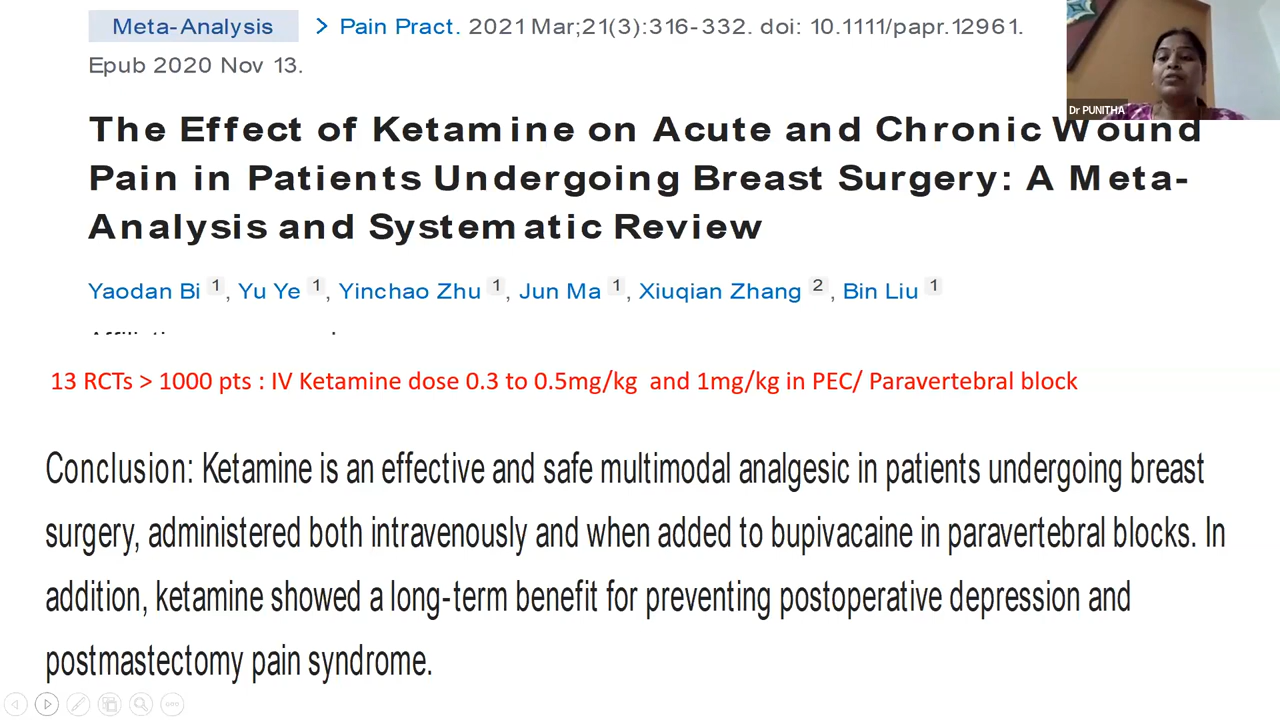 Meta-Analysis > Pain Pract. 2021 Mar;21(3):316-332. doi: 10.1111/papr.12961.
Epub 2020 Nov 13.
Dr PUNITHA
The Effect of Ketamine on Acute and Chronic Wound
Pain in Patients Undergoing Breast Surgery: A Meta-
Analysis and Systematic Review
Yaodan Bi 1, Yu Ye 1, Yinchao Zhu 1, Jun Ma 1, Xiuqian Zhang 2, Bin Liu 1
13 RCTs > 1000 pts : IV Ketamine dose 0.3 to 0.5mg/kg and 1mg/kg in PEC/ Paravertebral block
Conclusion: Ketamine is an effective and safe multimodal analgesic in patients undergoing breast
surgery, administered both intravenously and when added to bupivacaine in paravertebral blocks. In
addition, ketamine showed a long-term benefit for preventing postoperative depression and
postmastectomy pain syndrome.